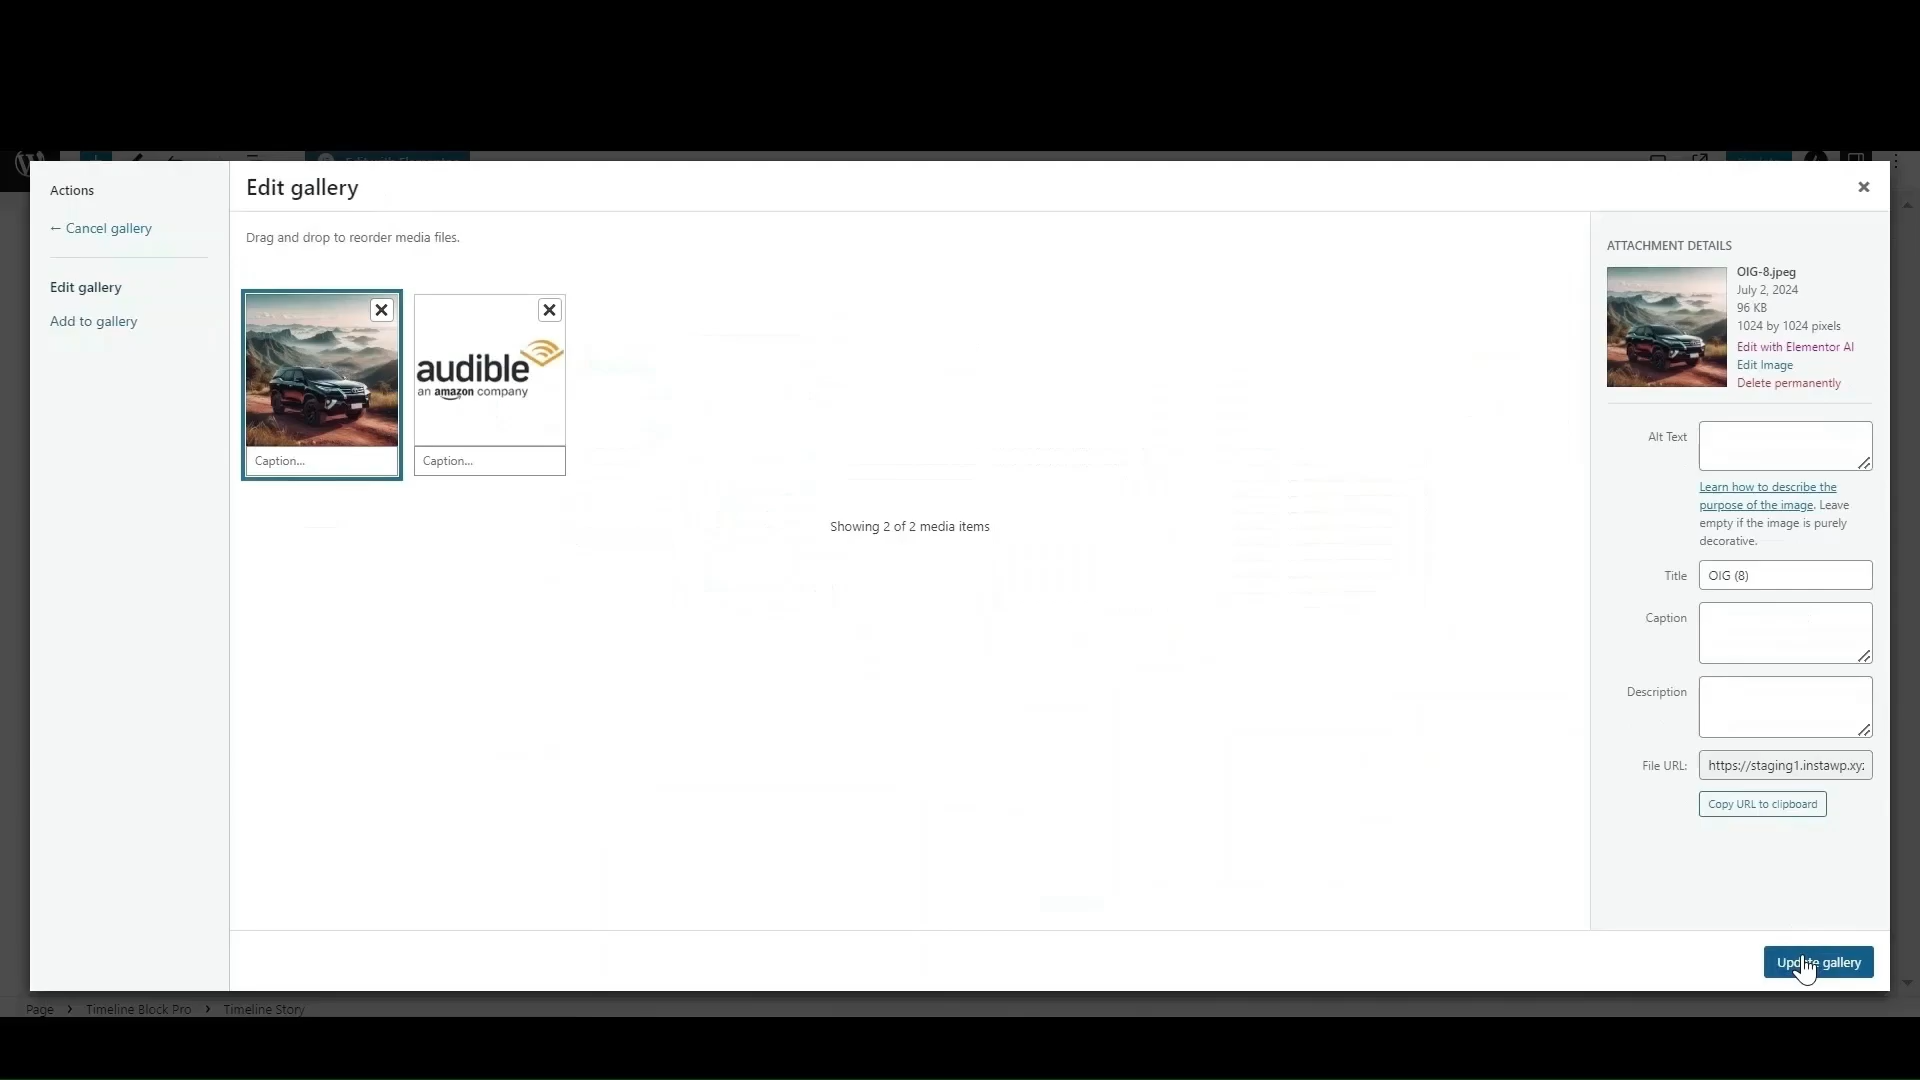 Edit with Elementor
Actions
← Cancel gallery
Edit gallery
Add to gallery
Edit gallery
Drag and drop to reorder media files.
audible
an amazon company
Caption...
Caption...
Showing 2 of 2 media items
ATTACHMENT DETAILS
OIG-8.jpeg
July 2, 2024
96 KB
1024 by 1024 pixels
Edit with Elementor AI
Edit Image
Delete permanently
Alt Text
Learn how to describe the
purpose of the image. Leave
empty if the image is purely
decorative.
Title
OIG (8)
Caption
Description
File URL:
https://staging1.instawp.xy
Copy URL to clipboard
Update gallery
Page > Timeline Block Pro > Timeline Story